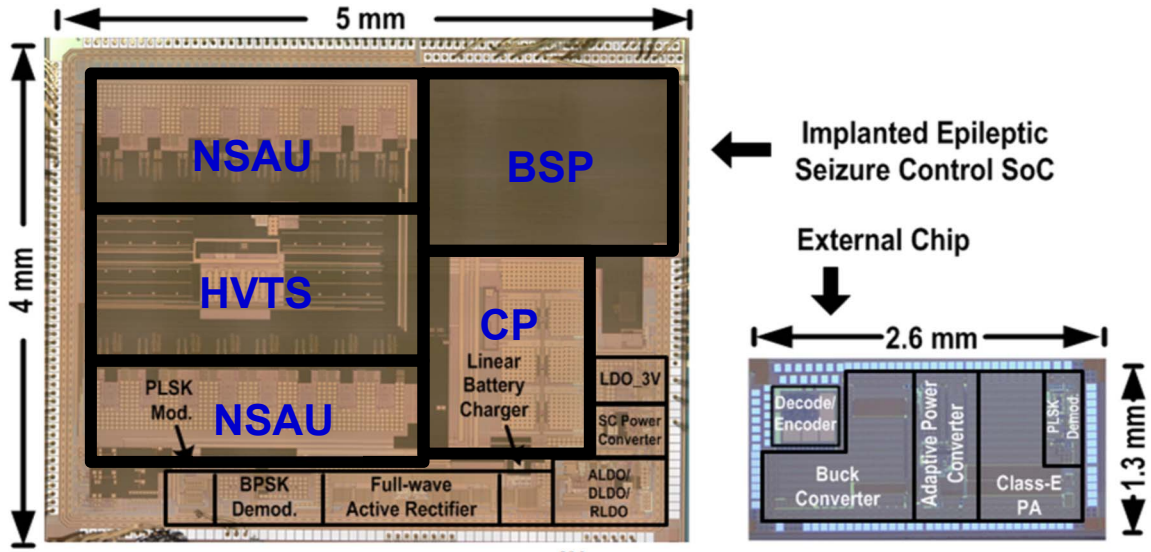 5 mm
4 mm
NSAU
BSP
HVTS
CP
NSAU
PLSK
Mod.
Linear
Battery
Charger
LDO_3V
SC Power
Converter
BPSK
Demod.
Full-wave
Active Rectifier
ALDO/
DLDO/
RLDO
Implanted Epileptic
Seizure Control SoC
External Chip
2.6 mm
1.3 mm
Decode/
Encoder
Buck
Converter
Adaptive Power
Converter
Class-E
PA
PLSK
Demod.